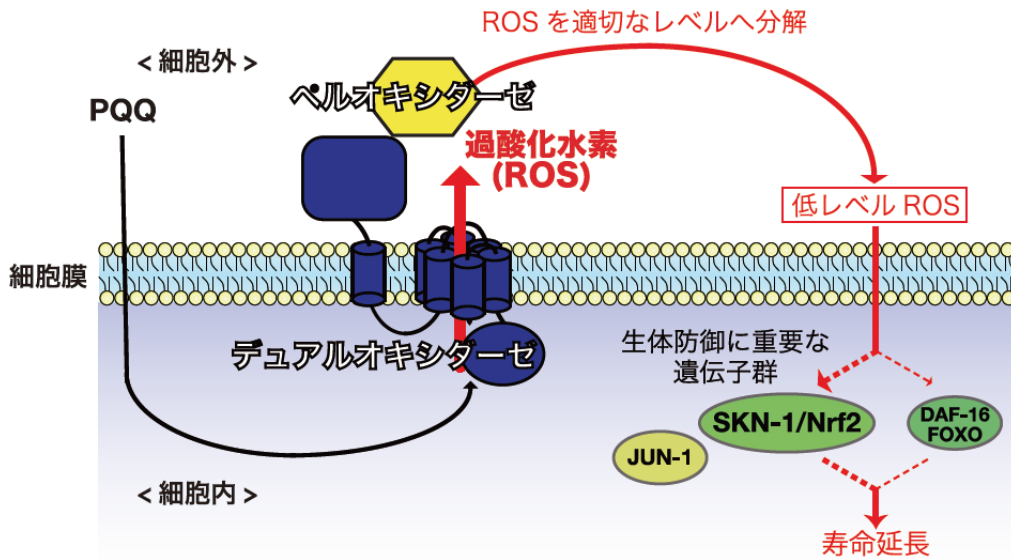 ROS を適切なレベルへ分解
< 細胞外 >
PQQ
ペルオキシダーゼ
過酸化水素
(ROS)
低レベル ROS
細胞膜
デュアルオキシダーゼ
生体防御に重要な
遺伝子群
SKN-1/Nrf2
DAF-16
FOXO
JUN-1
< 細胞内 >
寿命延長